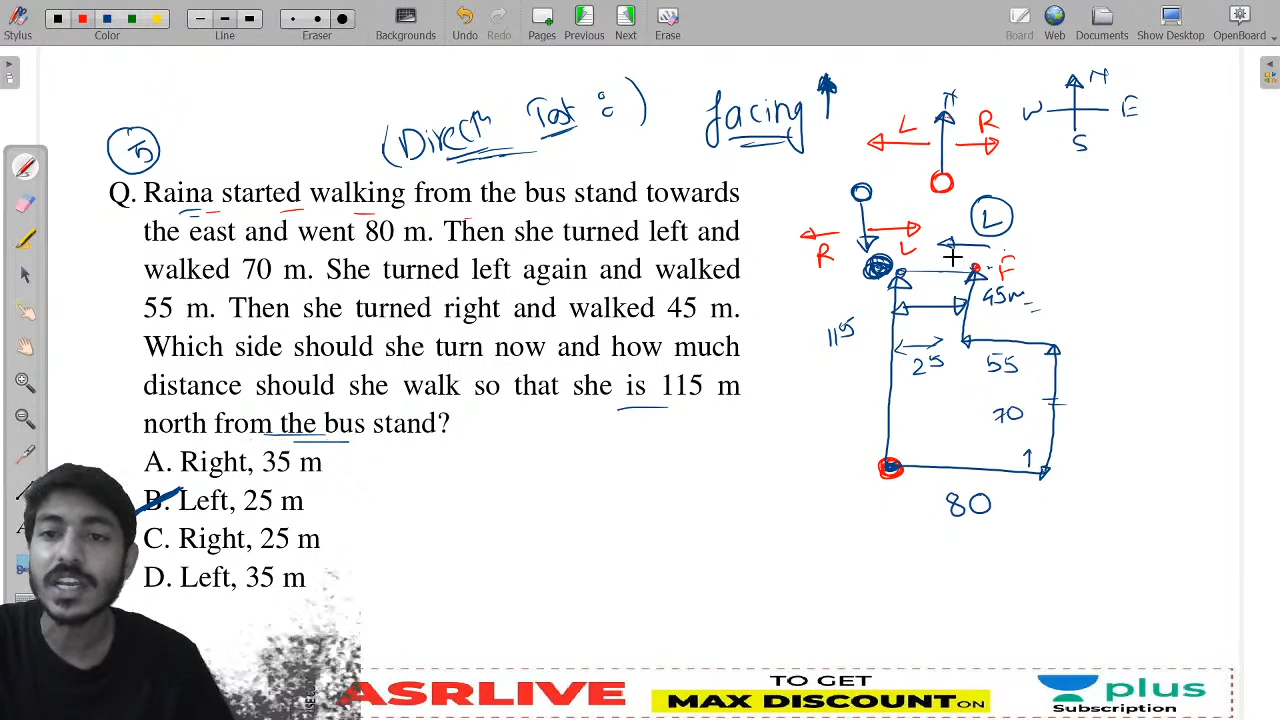 Stylus
Color
Line
Eraser
Backgrounds
Undo
Redo
Pages
Previous
Next
Erase
Board
Web
Documents
Show Desktop
OpenBoard
5
Test :)
facing
N
L
R
N
W
E
S
Q. Raina started walking from the bus stand towards
the east and went 80 m. Then she turned left and
walked 70 m. She turned left again and walked
55 m. Then she turned right and walked 45 m.
Which side should she turn now and how much
distance should she walk so that she is 115 m
north from the bus stand?
A. Right, 35 m
B. Left, 25 m
C. Right, 25 m
D. Left, 35 m
R
L
L
F
45m
115
25
55
70
80
ASRLIVE
TO GET
MAX DISCOUNT ON
plus
Subscription